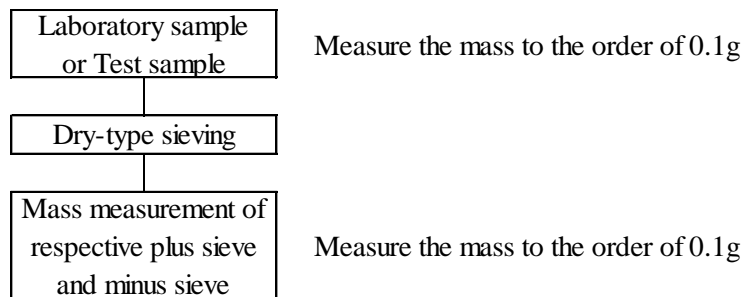 Laboratory sample
or Test sample
Measure the mass to the order of 0.1g
Dry-type sieving
Mass measurement of
respective plus sieve
and minus sieve
Measure the mass to the order of 0.1g